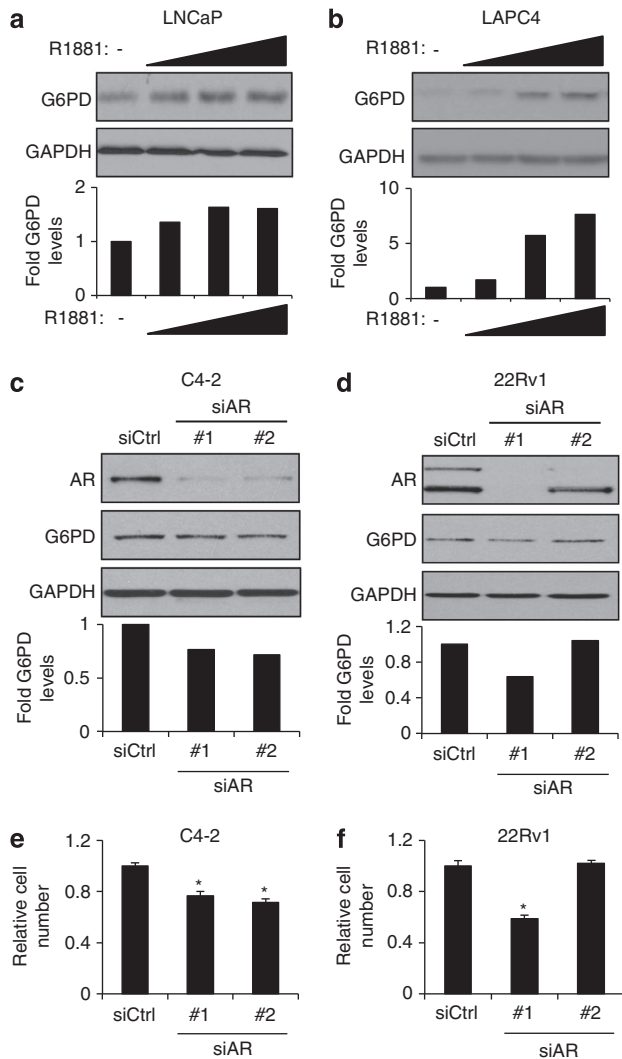 a
LNCaP
R1881: -
G6PD
GAPDH
Fold G6PD
levels
2
1
0
R1881: -
b
LAPC4
R1881: -
G6PD
GAPDH
Fold G6PD
levels
10
5
0
R1881: -
c
C4-2
siAR
siCtrl #1 #2
AR
G6PD
GAPDH
Fold G6PD
levels
1
0.5
0
siCtrl #1 #2
siAR
d
22Rv1
siAR
siCtrl #1 #2
AR
G6PD
GAPDH
Fold G6PD
levels
1.2
0.8
0.4
0
siCtrl #1 #2
siAR
e
C4-2
Relative cell
number
1.2
0.8
0.4
0
* *
siCtrl #1 #2
siAR
f
22Rv1
Relative cell
number
1.2
0.8
0.4
0
*
siCtrl #1 #2
siAR